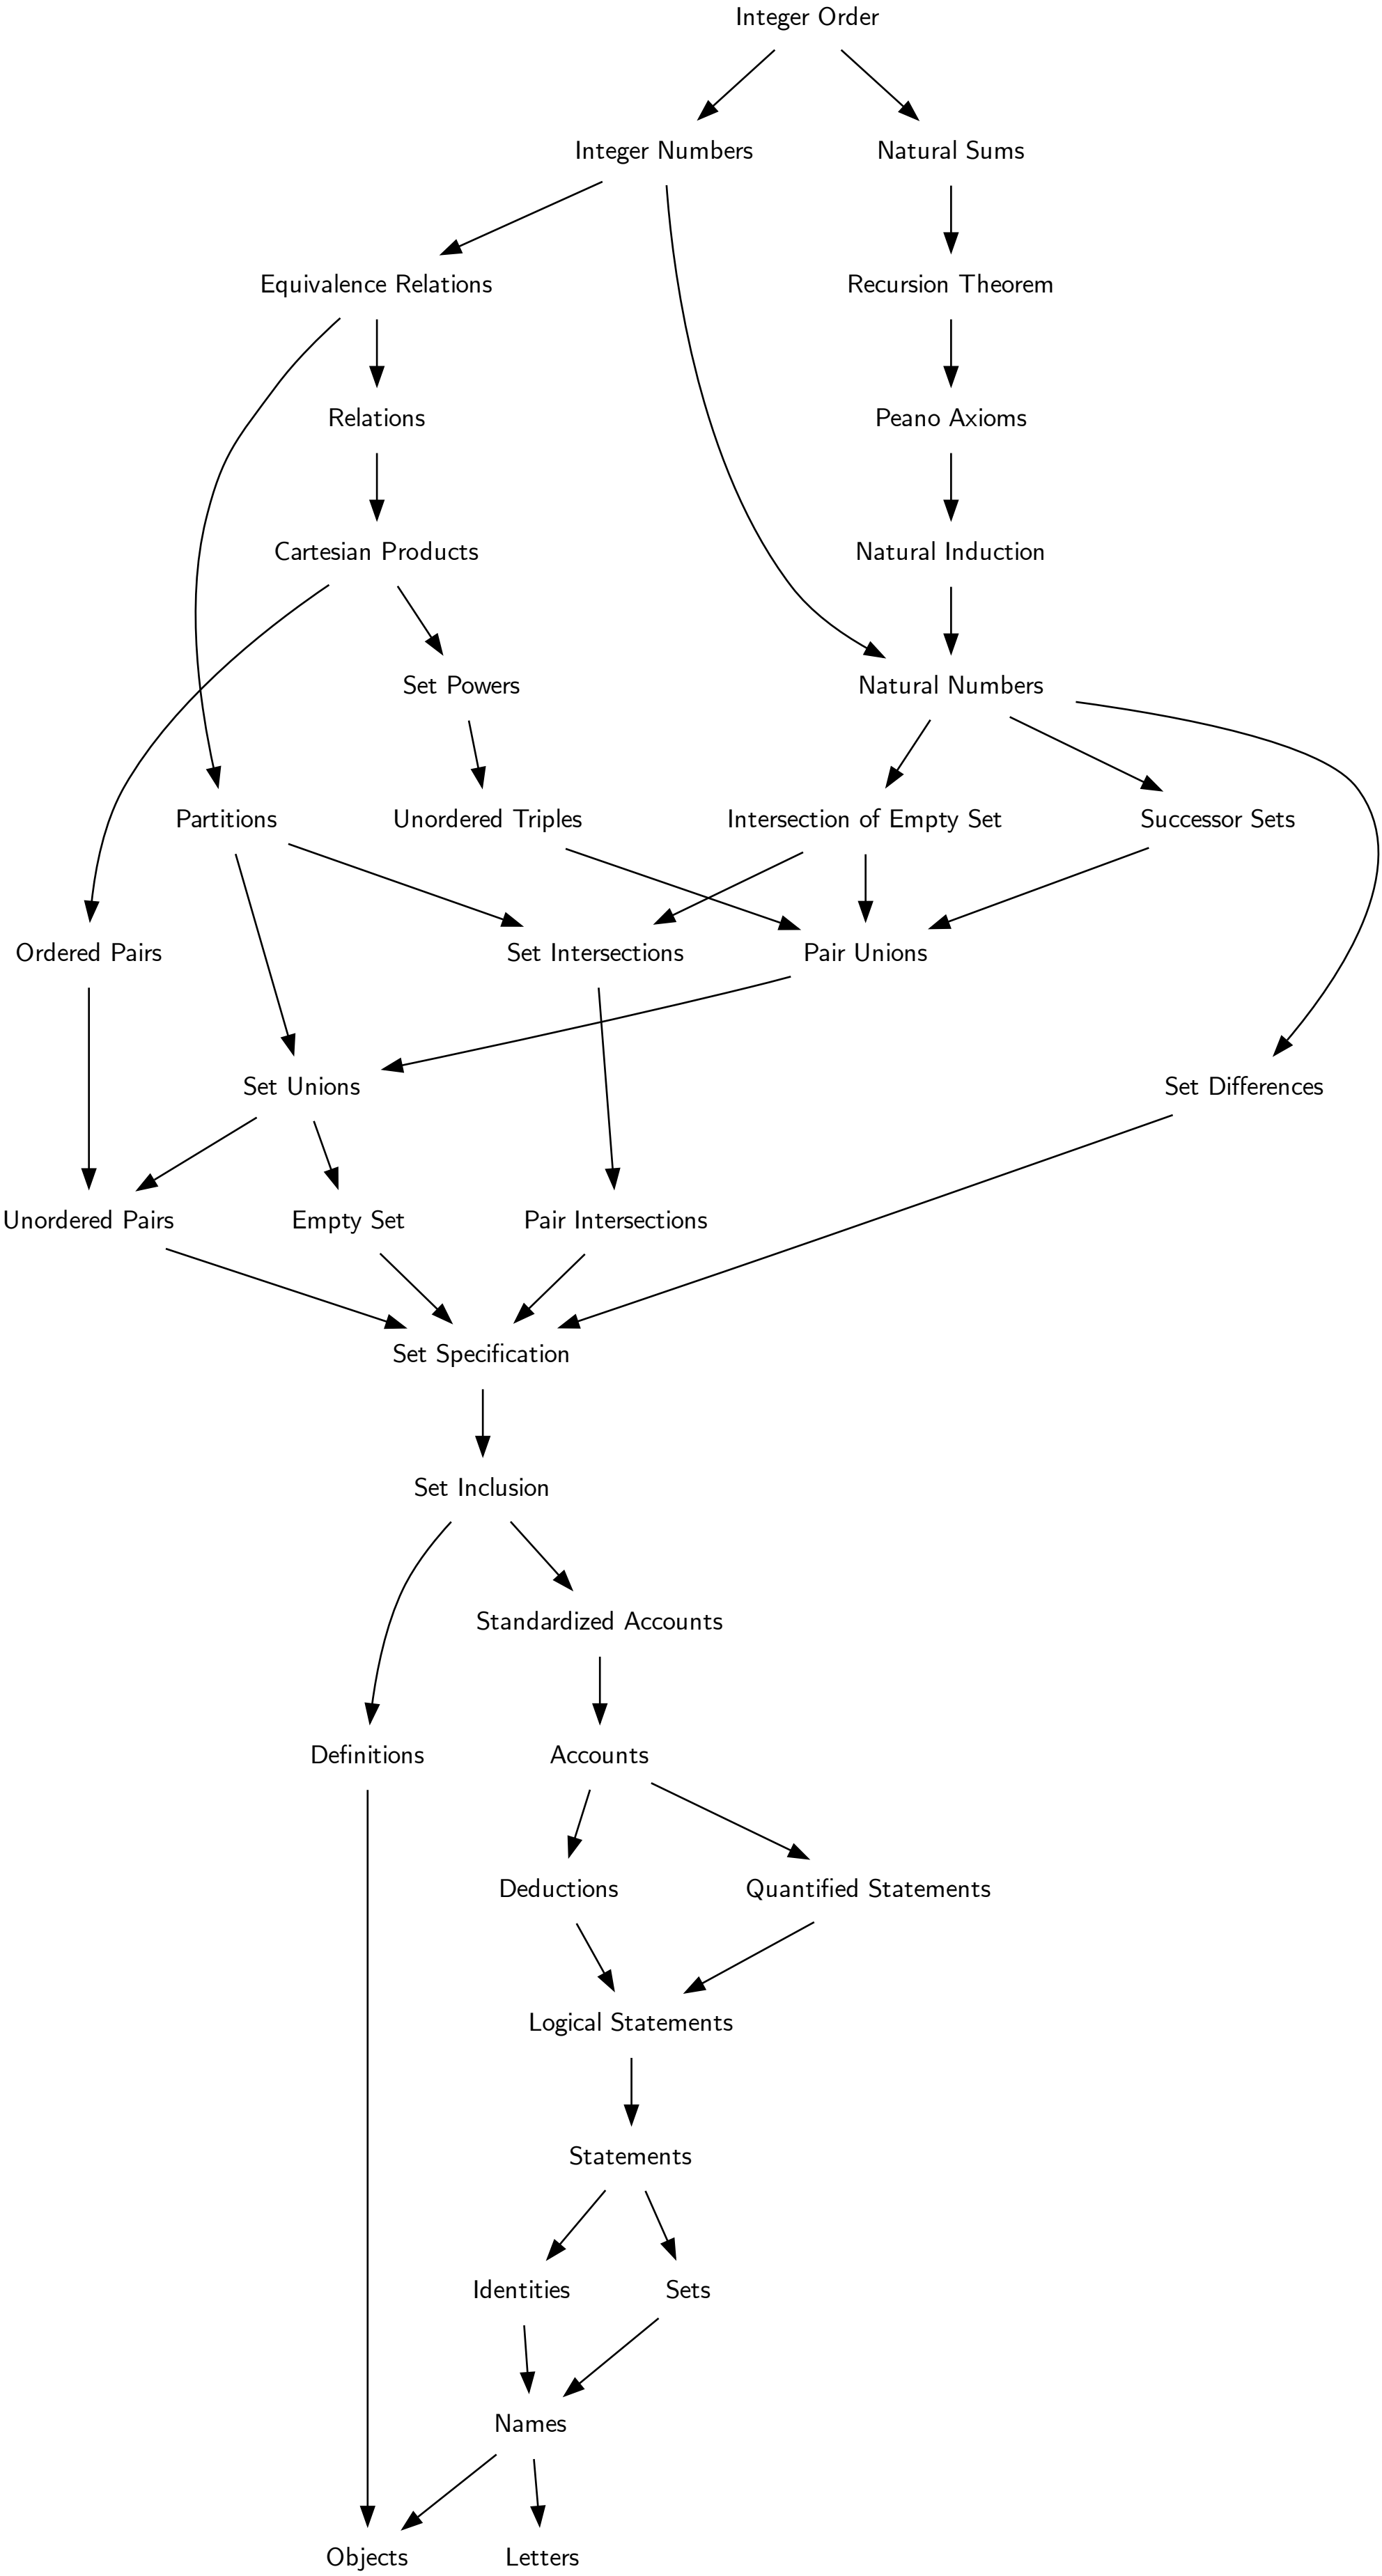 Integer Order
Integer Numbers
Natural Sums
Equivalence Relations
Recursion Theorem
Relations
Peano Axioms
Cartesian Products
Natural Induction
Set Powers
Natural Numbers
Partitions
Unordered Triples
Intersection of Empty Set
Successor Sets
Ordered Pairs
Set Intersections
Pair Unions
Set Unions
Set Differences
Unordered Pairs
Empty Set
Pair Intersections
Set Specification
Set Inclusion
Standardized Accounts
Definitions
Accounts
Deductions
Quantified Statements
Logical Statements
Statements
Identities
Sets
Names
Objects
Letters